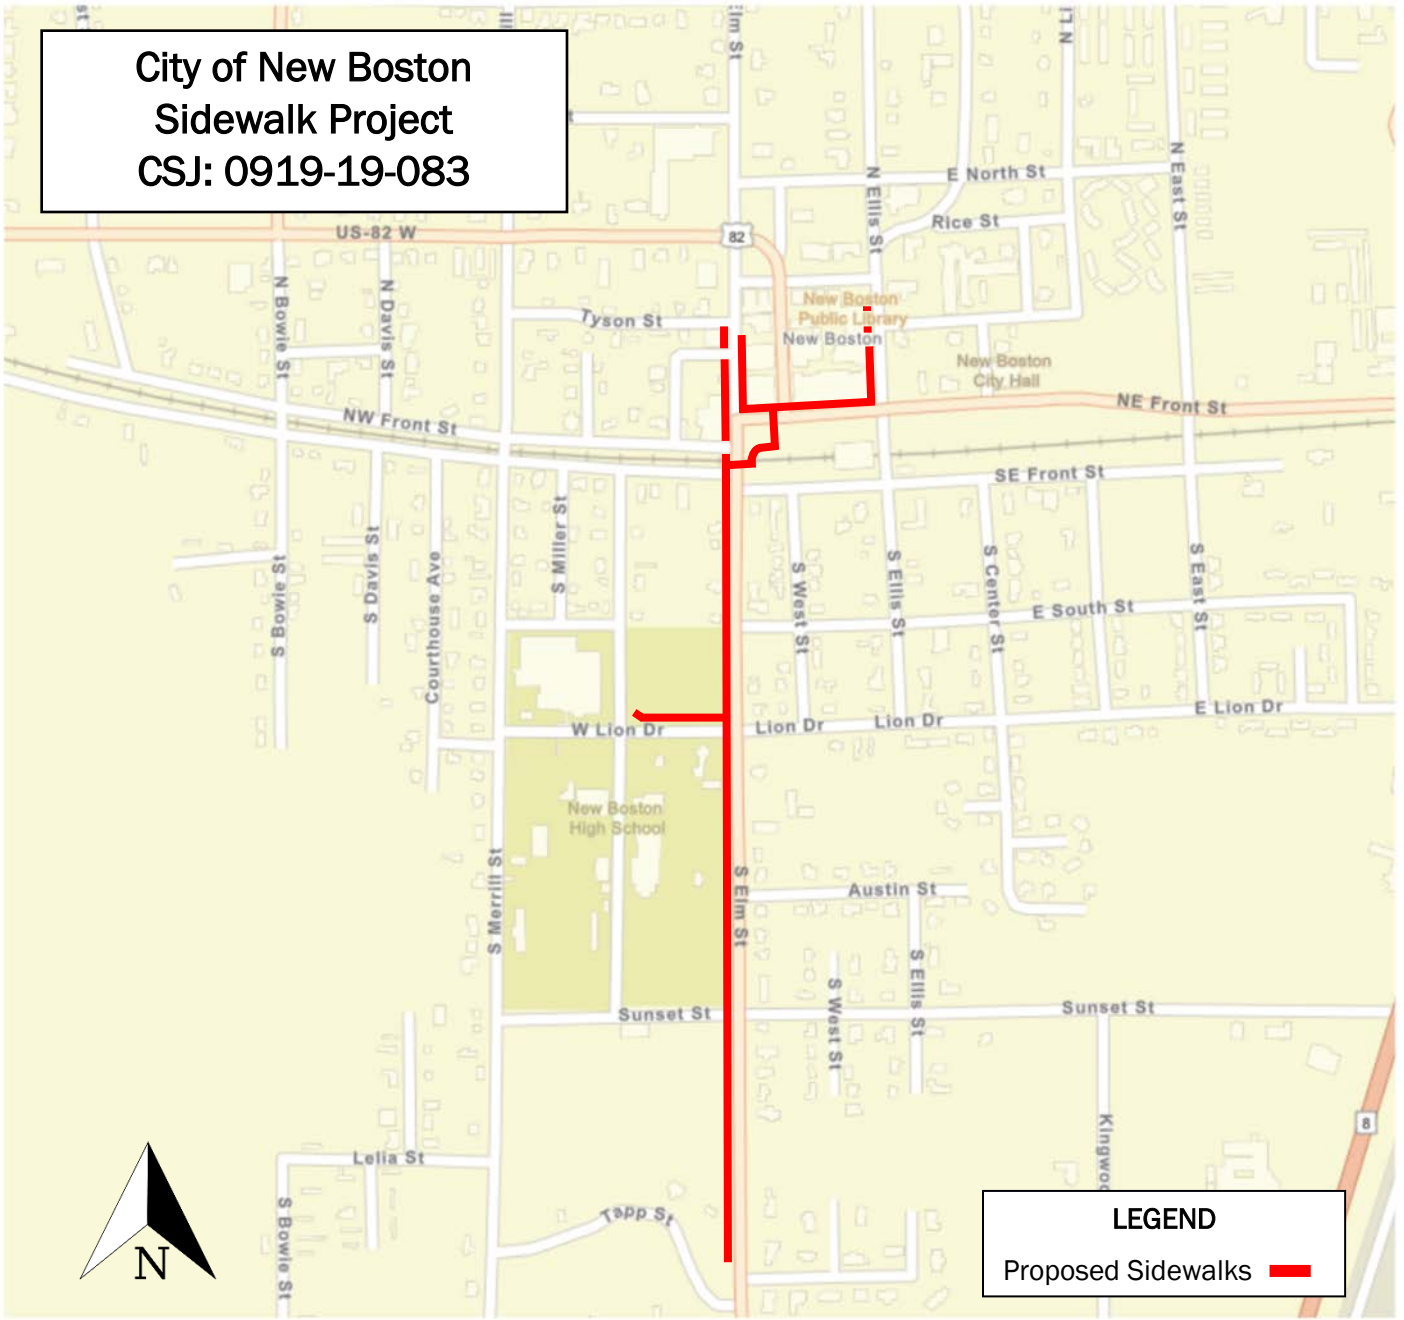 City of New Boston
Sidewalk Project
CSJ: 0919-19-083
Elm St
N Ellis St
E North St
N East St
Rice St
US-82 W
82
N Bowie St
N Davis St
Tyson St
New Boston
Public Library
New Boston
New Boston
City Hall
NW Front St
NE Front St
SE Front St
S Bowie St
S Davis St
Courthouse Ave
S Miller St
S West St
S Ellis St
S Center St
S East St
E South St
W Lion Dr
Lion Dr
Lion Dr
E Lion Dr
New Boston
High School
S Merrill St
S Elm St
Austin St
S West St
S Ellis St
Sunset St
Sunset St
8
Lelia St
S Bowie St
Tapp St
Kingwoo
N
LEGEND
Proposed Sidewalks